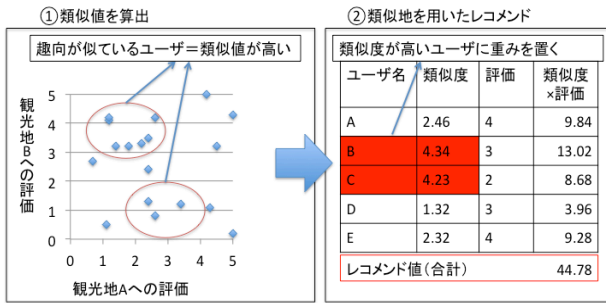 ①類似値を算出
趣向が似ているユーザ＝類似値が高い
観光地Bへの評価
5
4
3
2
1
0
0 1 2 3 4 5
観光地Aへの評価
②類似地を用いたレコメンド
類似度が高いユーザに重みを置く
ユーザ名 類似度 評価 類似度
×評価
A 2.46 4 9.84
B 4.34 3 13.02
C 4.23 2 8.68
D 1.32 3 3.96
E 2.32 4 9.28
レコメンド値（合計） 44.78